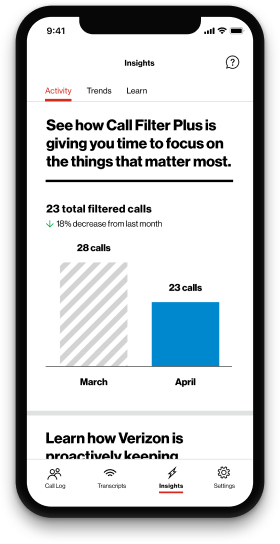 9:41
Insights
Activity Trends Learn
See how Call Filter Plus is
giving you time to focus on
the things that matter most.
23 total filtered calls
18% decrease from last month
28 calls
23 calls
March April
Learn how Verizon is
proactively keeping
Call Log Transcripts Insights Settings